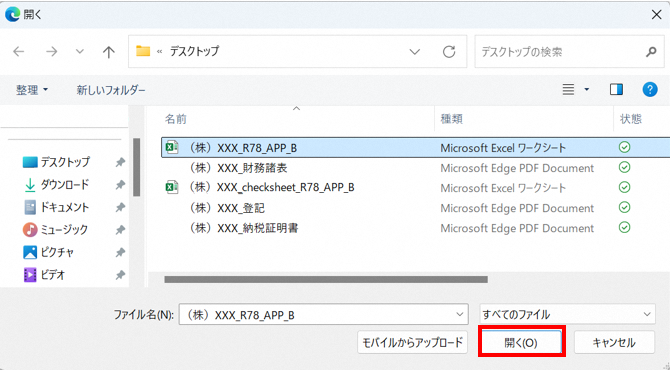 開く
« デスクトップ
デスクトップの検索
整理
新しいフォルダー
?
名前 種類 状態
デスクトップ
ダウンロード
ドキュメント
ミュージック
ピクチャ
ビデオ
（株）XXX_R78_APP_B Microsoft Excel ワークシート
（株）XXX_財務諸表 Microsoft Edge PDF Document
（株）XXX_checksheet_R78_APP_B Microsoft Excel ワークシート
（株）XXX_登記 Microsoft Edge PDF Document
（株）XXX_納税証明書 Microsoft Edge PDF Document
ファイル名(N): （株）XXX_R78_APP_B すべてのファイル
モバイルからアップロード 開く(O) キャンセル